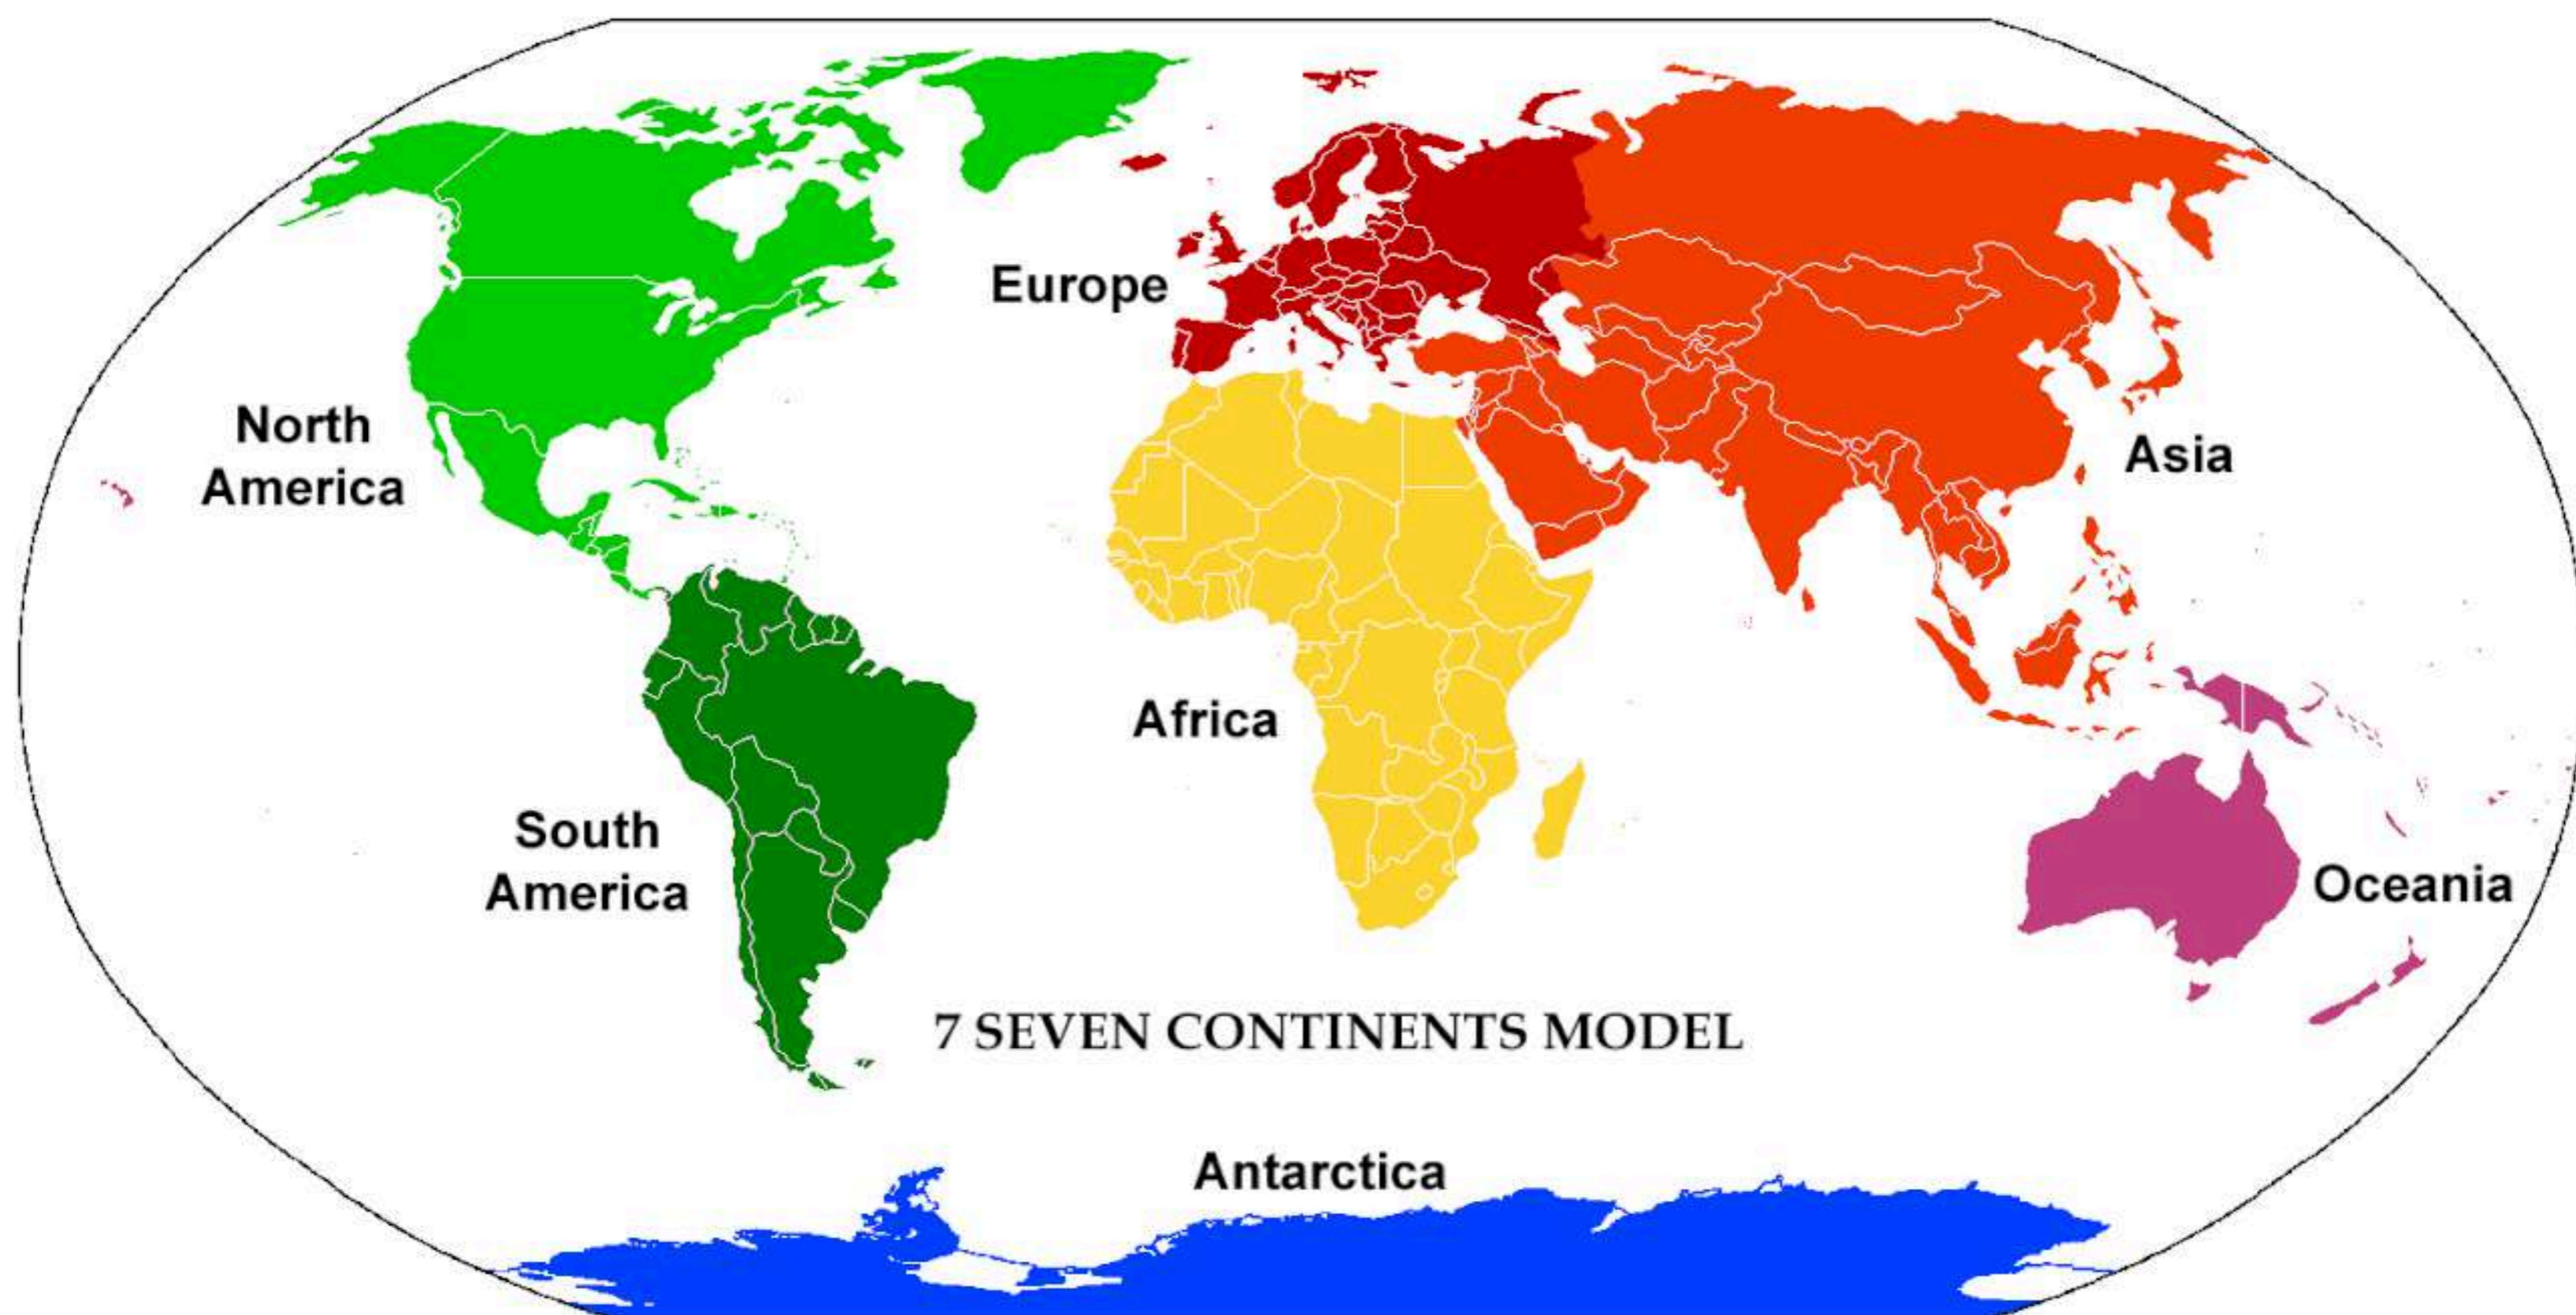 Europe
North
America
Asia
Africa
South
America
Oceania
7 SEVEN CONTINENTS MODEL
Antarctica